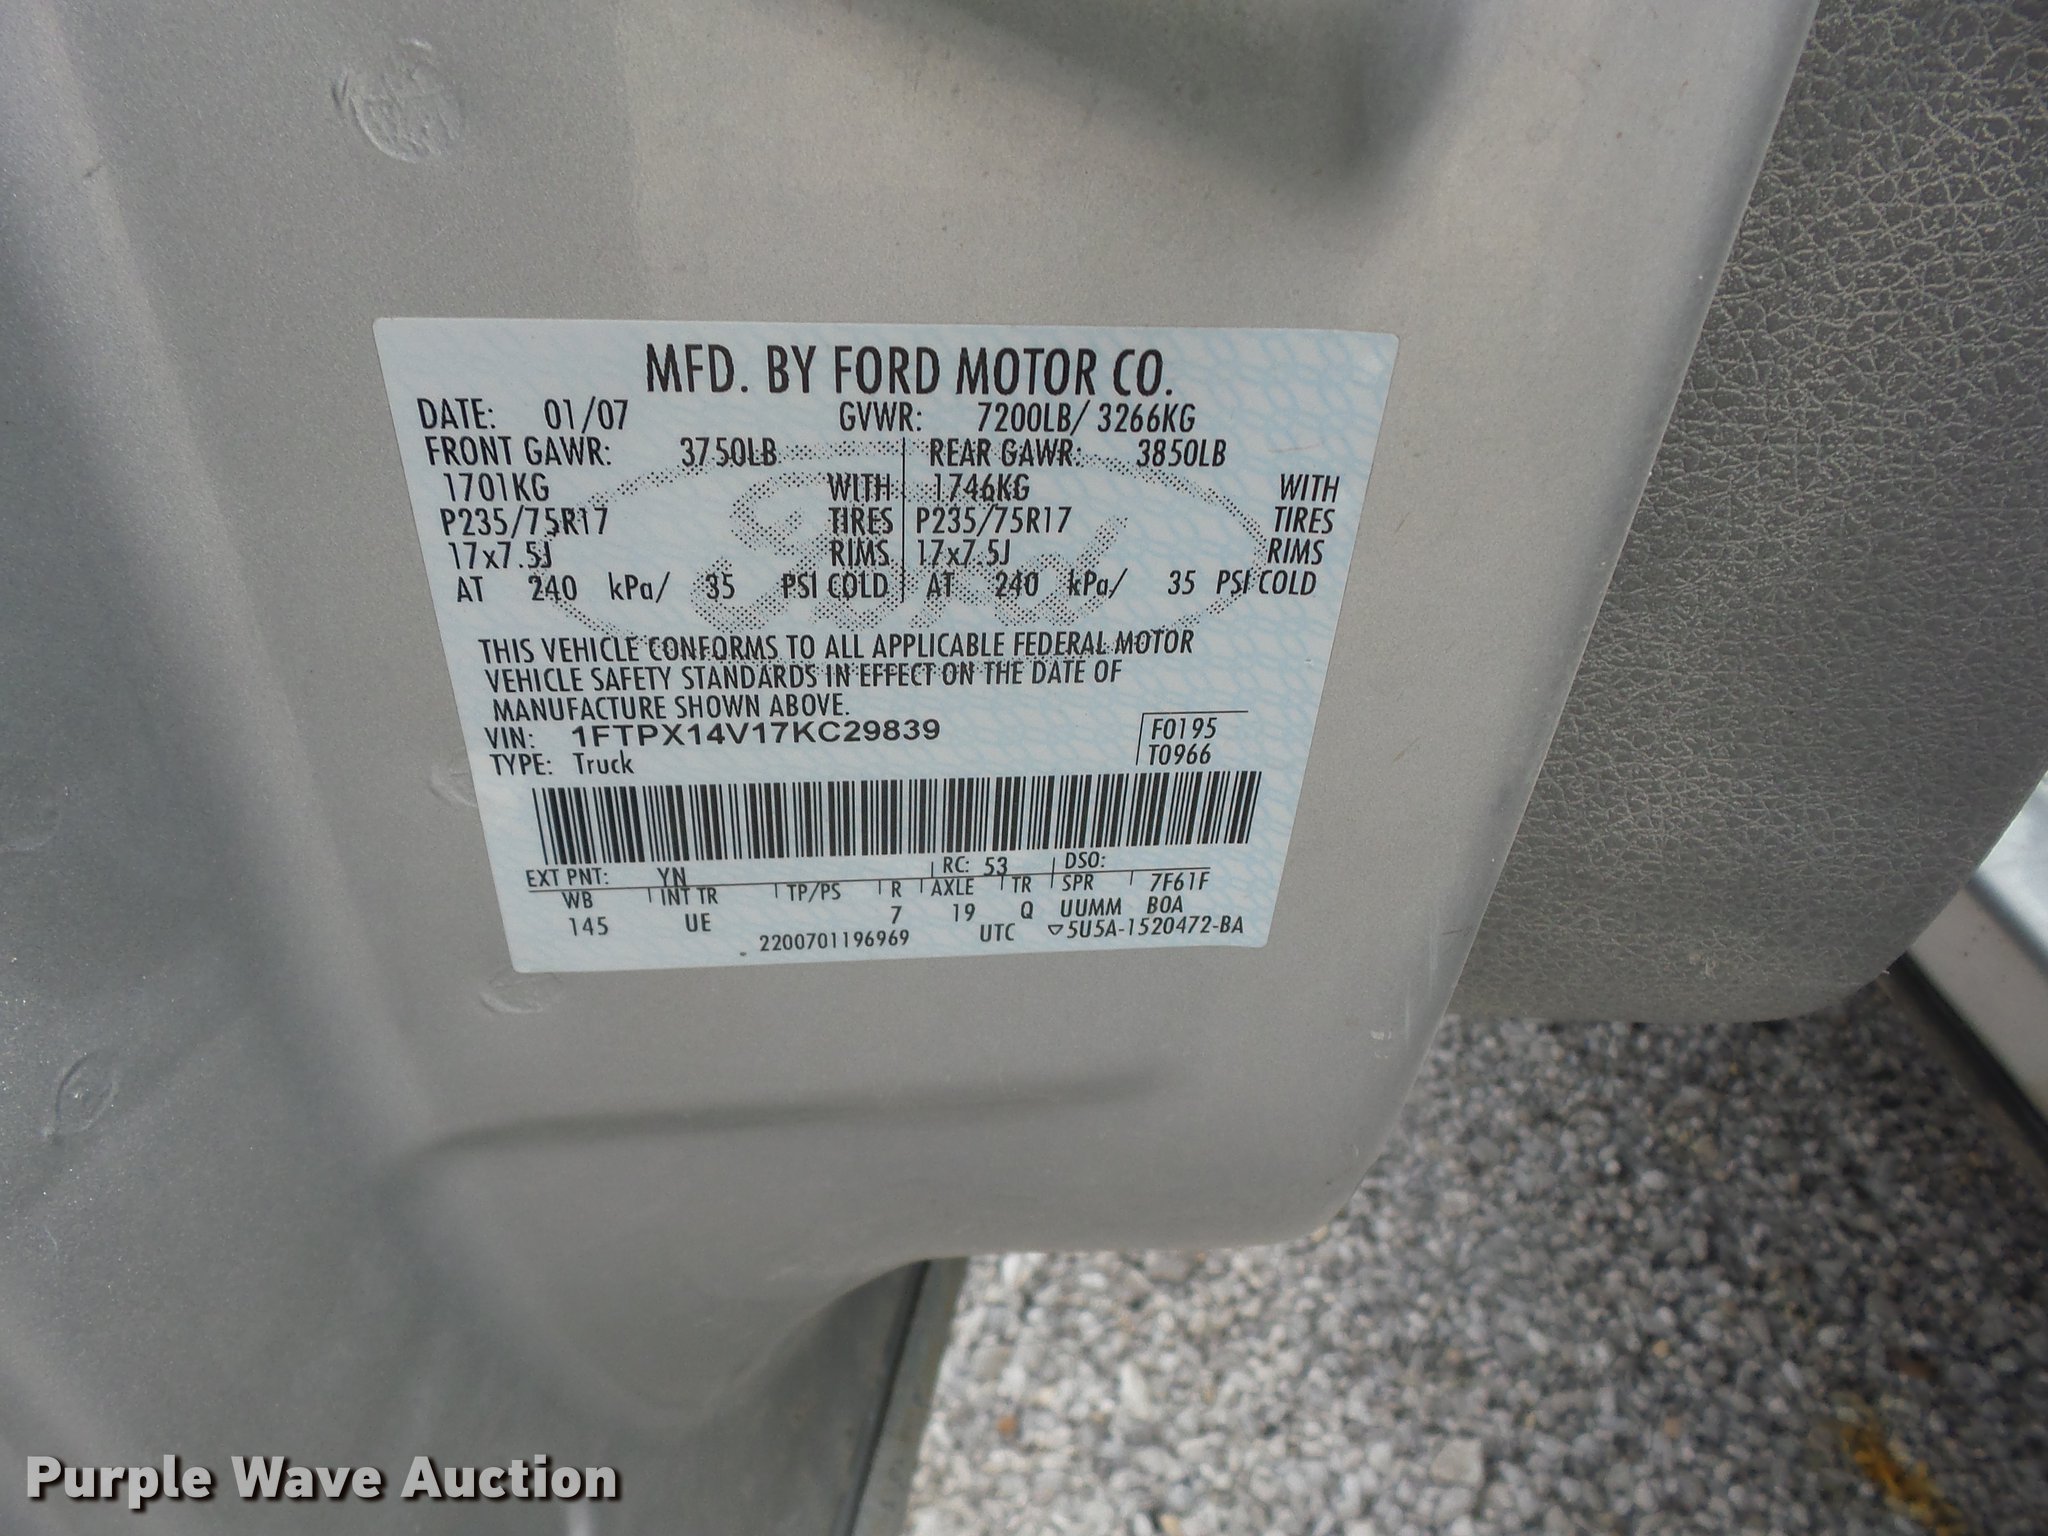 MFD. BY FORD MOTOR CO.
DATE: 01/07 GVWR: 7200LB/ 3266KG
FRONT GAWR: 3750LB REAR GAWR: 3850LB
1701KG WITH 1746KG WITH
P235/75R17 TIRES P235/75R17 TIRES
17x7.5J RIMS 17x7.5J RIMS
AT 240 kPa/ 35 PSI COLD AT 240 kPa/ 35 PSI COLD
Ford
THIS VEHICLE CONFORMS TO ALL APPLICABLE FEDERAL MOTOR
VEHICLE SAFETY STANDARDS IN EFFECT ON THE DATE OF
MANUFACTURE SHOWN ABOVE.
VIN: 1FTPX14V17KC29839 F0195
TYPE: Truck T0966
EXT PNT: YN RC: 53 DSO:
WB INT TR TP/PS R AXLE TR SPR 7F61F
145 UE 7 19 Q UUMM B0A
2200701196969 UTC ▽5U5A-1520472-BA
Purple Wave Auction